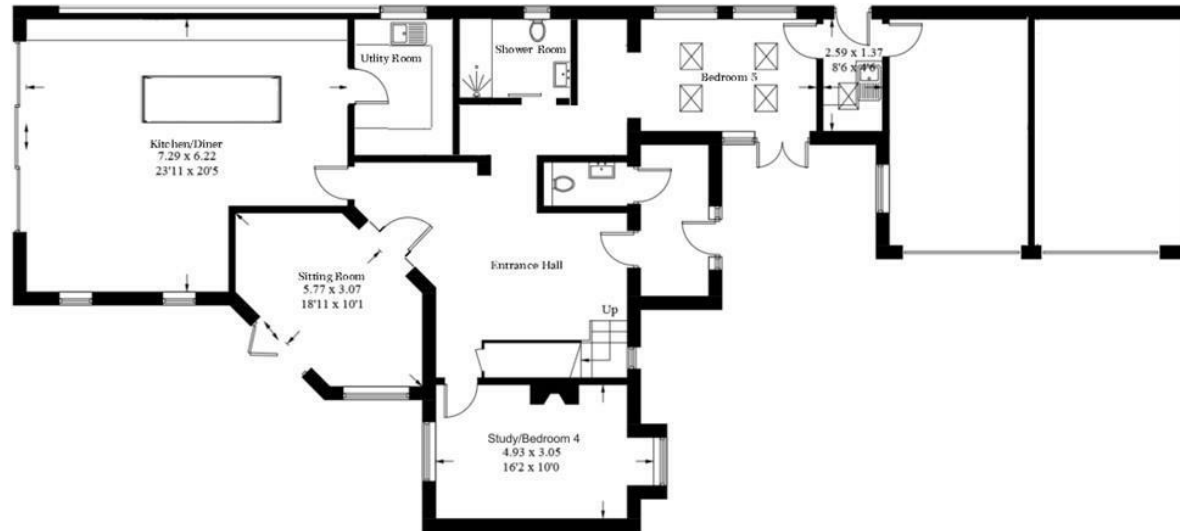 Utlity Room
Shower Room
2.59 x 1.37
8'6 x 4'6
Bedroom 5
Kitchen/Diner
7.29 x 6.22
23'11 x 20'5
Entrance Hall
Sitting Room
5.77 x 3.07
18'11 x 10'1
Up
Study/Bedroom 4
4.93 x 3.05
16'2 x 10'0